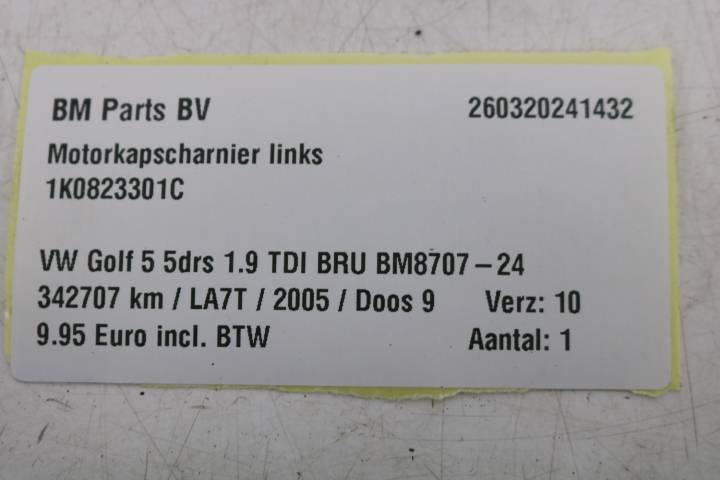 BM Parts BV 260320241432
Motorkapscharnier links
1K0823301C
VW Golf 5 5drs 1.9 TDI BRU BM8707-24
342707 km / LA7T / 2005 / Doos 9 Verz: 10
9.95 Euro incl. BTW Aantal: 1